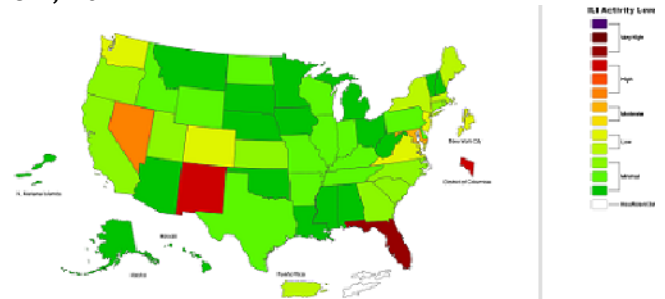 ILI Activity Level
Very High
High
Moderate
Low
Minimal
Insufficient Data
New York City
District of Columbia
N. Mariana Islands
Hawaii
Alaska
Puerto Rico